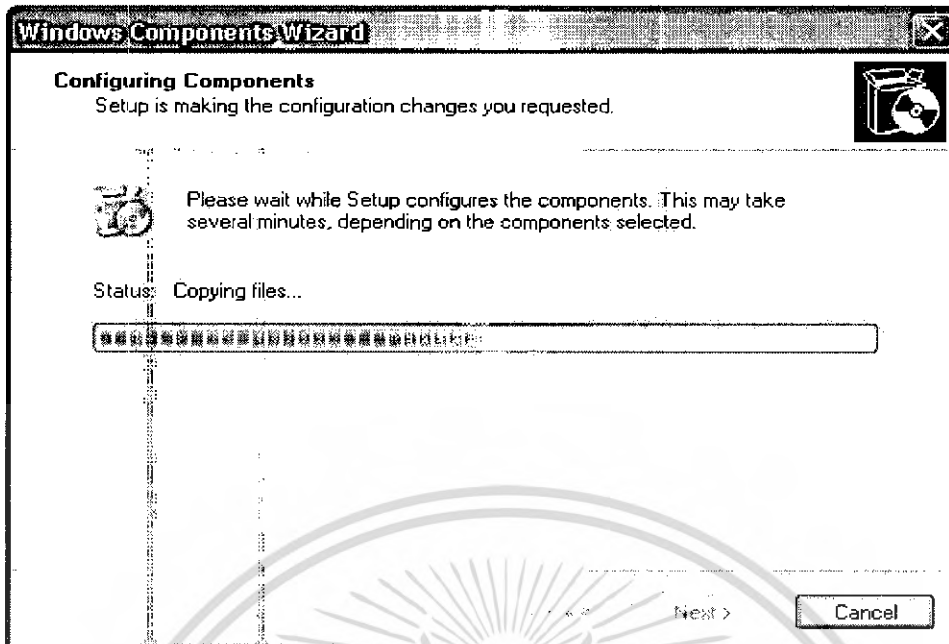 Windows Components Wizard
Configuring Components
Setup is making the configuration changes you requested.
Please wait while Setup configures the components. This may take
several minutes, depending on the components selected.
Status: Copying files...
Next >
Cancel